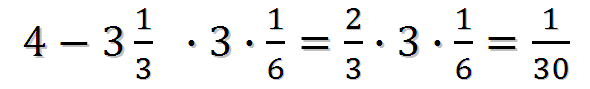 4 − 3 1/3 · 3 · 1/6 = 2/3 · 3 · 1/6 = 1/30